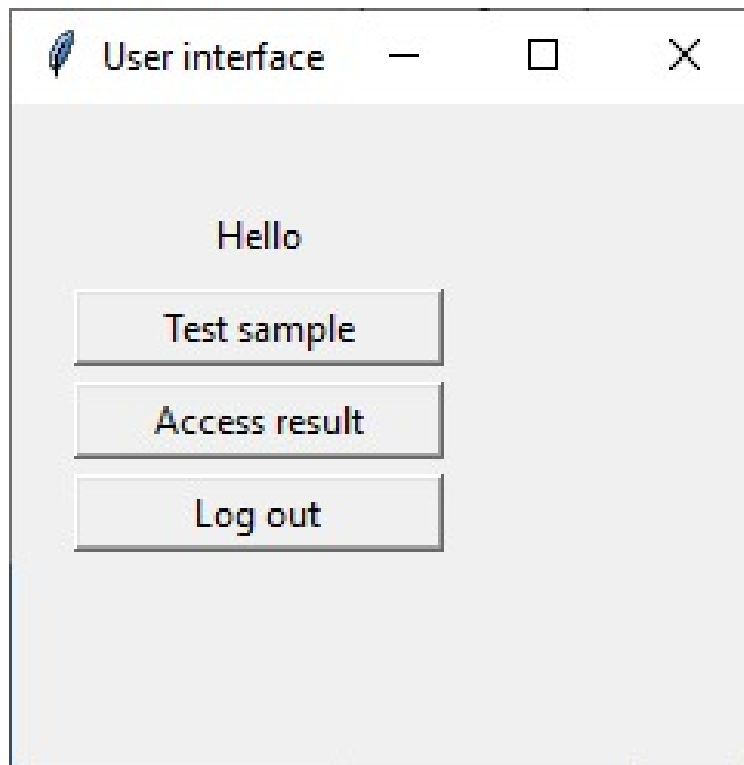 User interface
Hello
Test sample
Access result
Log out